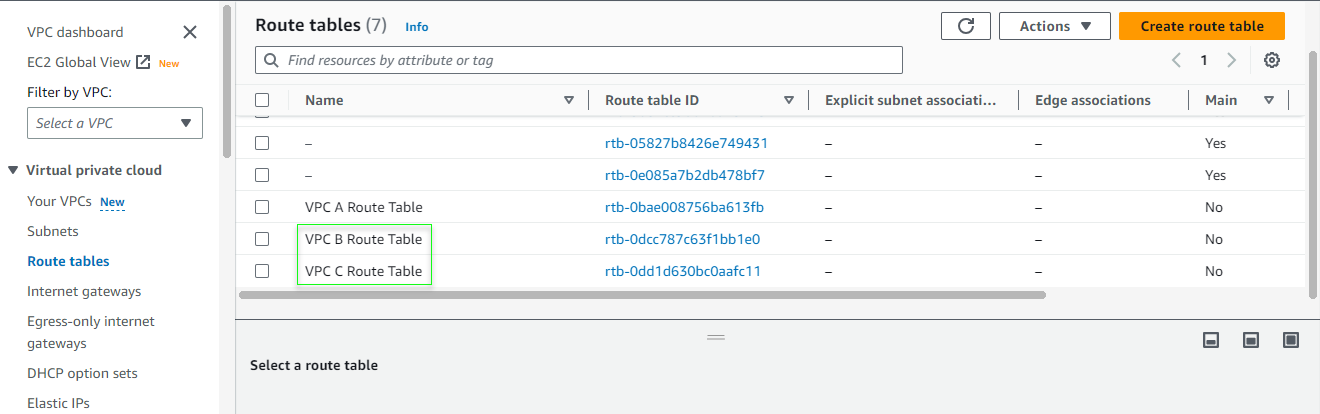 VPC dashboard
EC2 Global View New
Filter by VPC:
Select a VPC
Virtual private cloud
Your VPCs New
Subnets
Route tables
Internet gateways
Egress-only internet
gateways
DHCP option sets
Elastic IPs
Route tables (7) Info
Actions
Create route table
Find resources by attribute or tag
1
Name Route table ID Explicit subnet associati... Edge associations Main
– rtb-05827b8426e749431 – – Yes
– rtb-0e085a7b2db478bf7 – – Yes
VPC A Route Table rtb-0bae008756ba613fb – – No
VPC B Route Table rtb-0dcc787c63f1bb1e0 – – No
VPC C Route Table rtb-0dd1d630bc0aafc11 – – No
Select a route table